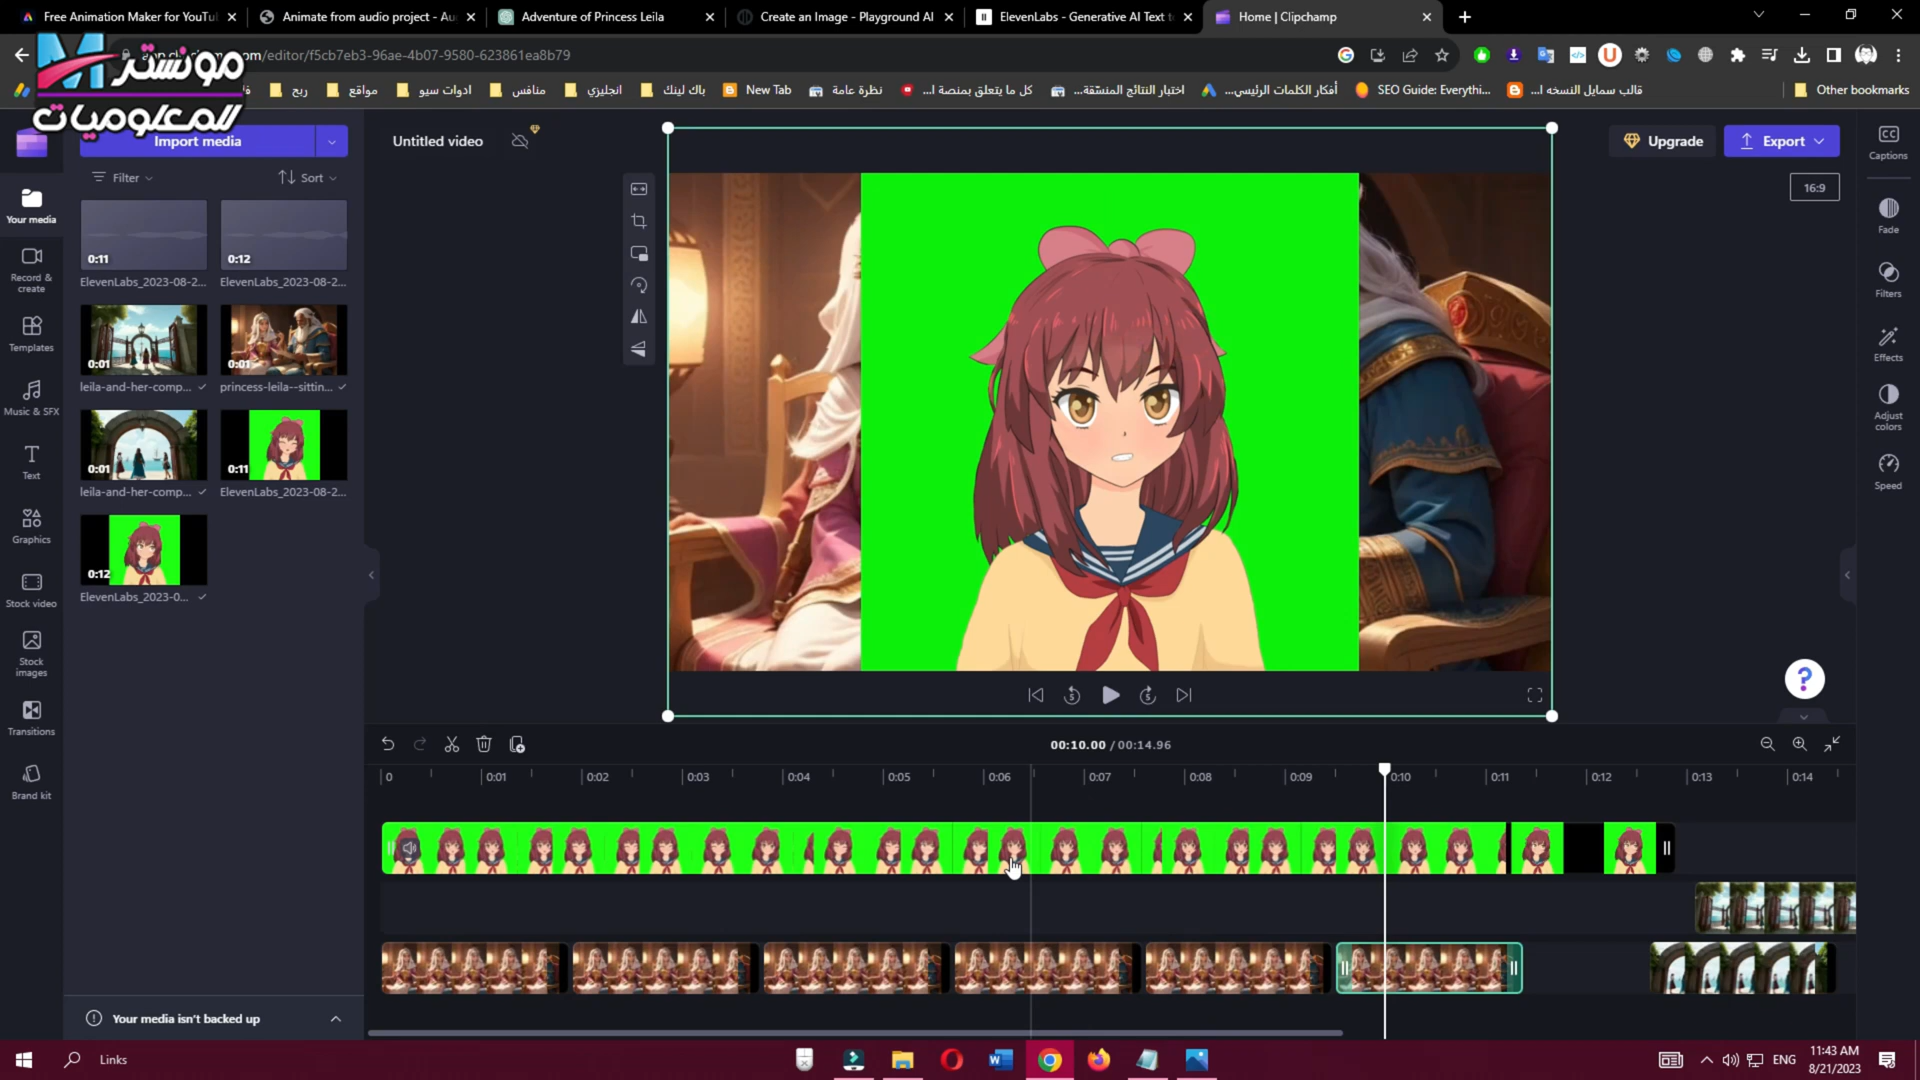 Free Animation Maker for YouTu
Animate from audio project - Au
Adventure of Princess Leila
Create an Image - Playground AI
ElevenLabs - Generative AI Text t
Home | Clipchamp
om/editor/f5cb7eb3-96ae-4b07-9580-623861ea8b79
مونستر
للمعلوميات
ربح
مواقع
ادوات سيو
منافس
انجليزي
باك لينك
New Tab
نظرة عامة
كل ما يتعلق بمنصة ا...
اختبار النتائج المنسّقة...
أفكار الكلمات الرئيسي...
SEO Guide: Everythi...
قالب سمايل النسخه ا...
Other bookmarks
Import media
Untitled video
Upgrade
Export
Captions
Filter
Sort
16:9
Your media
0:11
0:12
ElevenLabs_2023-08-2...
ElevenLabs_2023-08-2...
Fade
Record &
create
Filters
Templates
0:01
0:01
leila-and-her-comp...
princess-leila--sittin...
Effects
Music & SFX
Adjust
colors
Text
0:01
0:11
leila-and-her-comp...
ElevenLabs_2023-08-2...
Speed
Graphics
0:12
ElevenLabs_2023-0...
Stock video
Stock
images
Transitions
Brand kit
5
5
?
00:10.00 / 00:14.96
0
0:01
0:02
0:03
0:04
0:05
0:06
0:07
0:08
0:09
0:10
0:11
0:12
0:13
0:14
Your media isn't backed up
Links
ENG
11:43 AM
8/21/2023